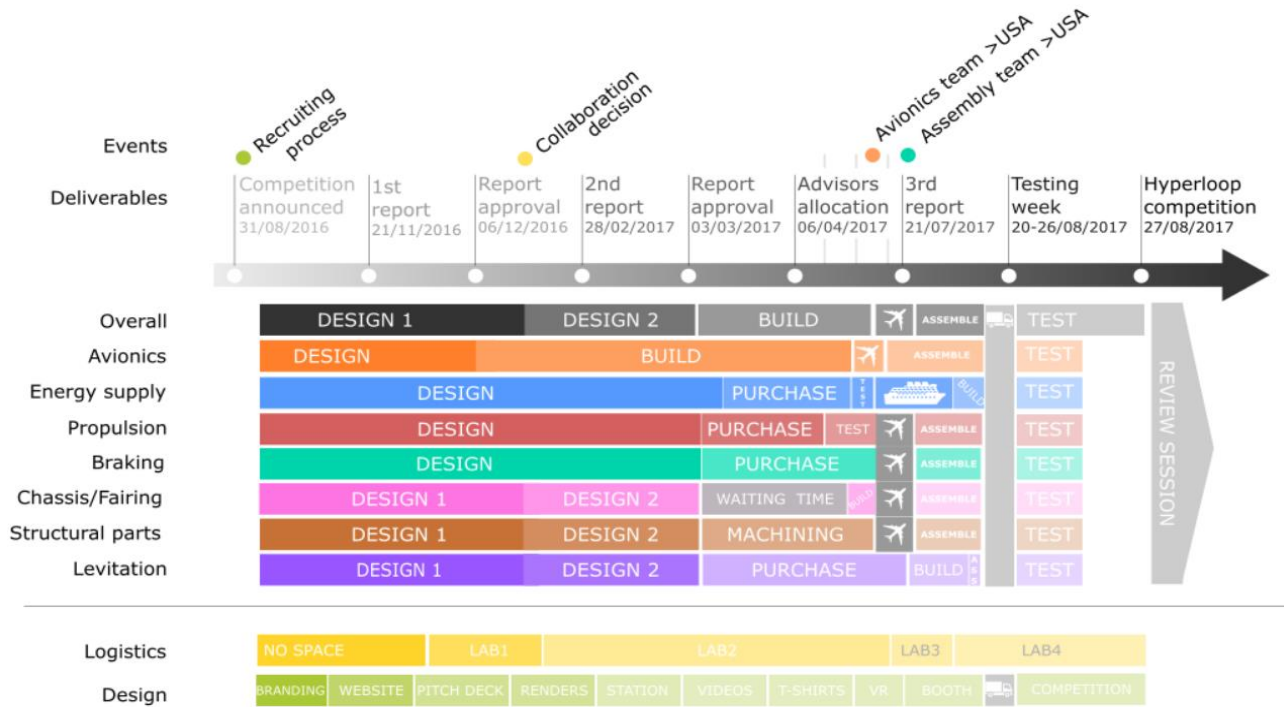 Recruiting
process
Collaboration
decision
Avionics team >USA
Assembly team >USA
Events
Deliverables
Competition
announced
31/08/2016
1st
report
21/11/2016
Report
approval
06/12/2016
2nd
report
28/02/2017
Report
approval
03/03/2017
Advisors
allocation
06/04/2017
3rd
report
21/07/2017
Testing
week
20-26/08/2017
Hyperloop
competition
27/08/2017
Overall DESIGN 1 DESIGN 2 BUILD ASSEMBLE TEST
Avionics DESIGN BUILD ASSEMBLE TEST
Energy supply DESIGN PURCHASE TEST BUILD TEST
Propulsion DESIGN PURCHASE TEST ASSEMBLE TEST
Braking DESIGN PURCHASE ASSEMBLE TEST
Chassis/Fairing DESIGN 1 DESIGN 2 WAITING TIME BUILD ASSEMBLE TEST
Structural parts DESIGN 1 DESIGN 2 MACHINING ASSEMBLE TEST
Levitation DESIGN 1 DESIGN 2 PURCHASE BUILD ASS TEST
REVIEW SESSION
Logistics NO SPACE LAB1 LAB2 LAB3 LAB4
Design BRANDING WEBSITE PITCH DECK RENDERS STATION VIDEOS T-SHIRTS VR BOOTH COMPETITION